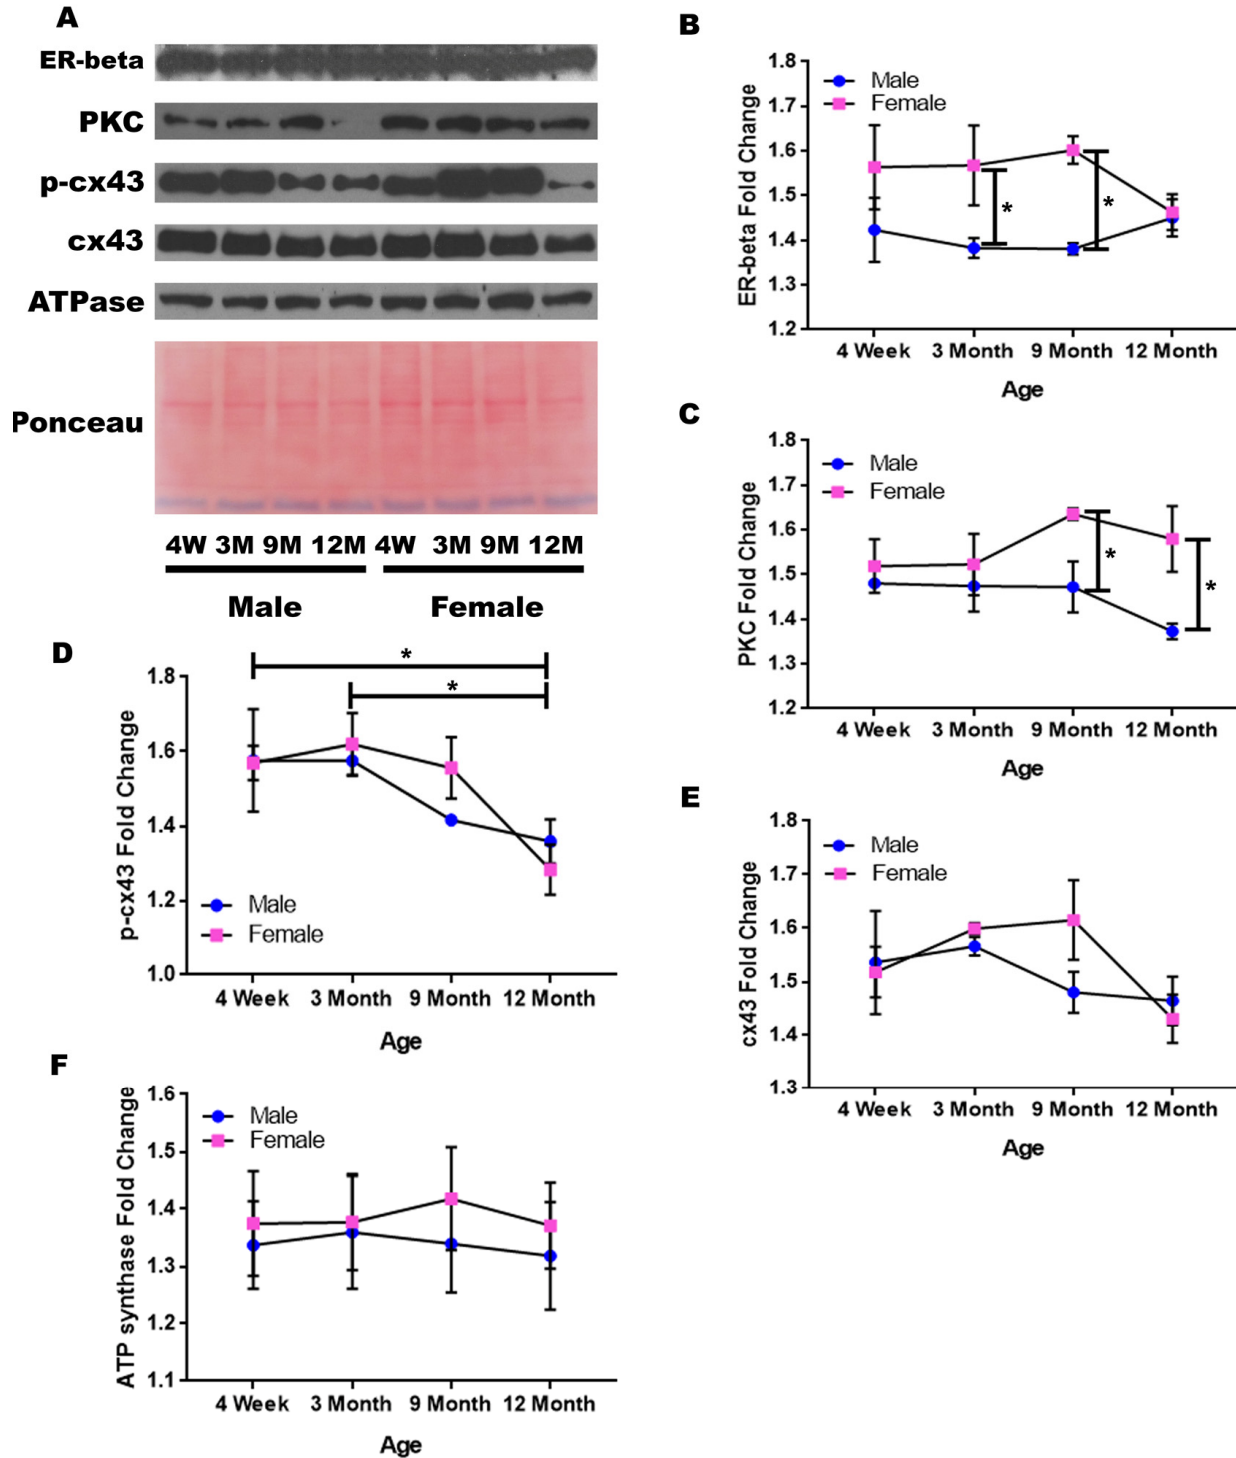 A
ER-beta
PKC
p-cx43
cx43
ATPase
Ponceau
4W 3M 9M 12M 4W 3M 9M 12M
Male Female
B
ER-beta Fold Change
1.8
1.7
1.6
1.5
1.4
1.3
1.2
Male
Female
*
*
4 Week 3 Month 9 Month 12 Month
Age
C
PKC Fold Change
1.8
1.7
1.6
1.5
1.4
1.3
1.2
Male
Female
*
*
4 Week 3 Month 9 Month 12 Month
Age
D
p-cx43 Fold Change
1.8
1.6
1.4
1.2
1.0
*
*
Male
Female
4 Week 3 Month 9 Month 12 Month
Age
E
cx43 Fold Change
1.8
1.7
1.6
1.5
1.4
1.3
Male
Female
4 Week 3 Month 9 Month 12 Month
Age
F
ATP synthase Fold Change
1.6
1.5
1.4
1.3
1.2
1.1
Male
Female
4 Week 3 Month 9 Month 12 Month
Age